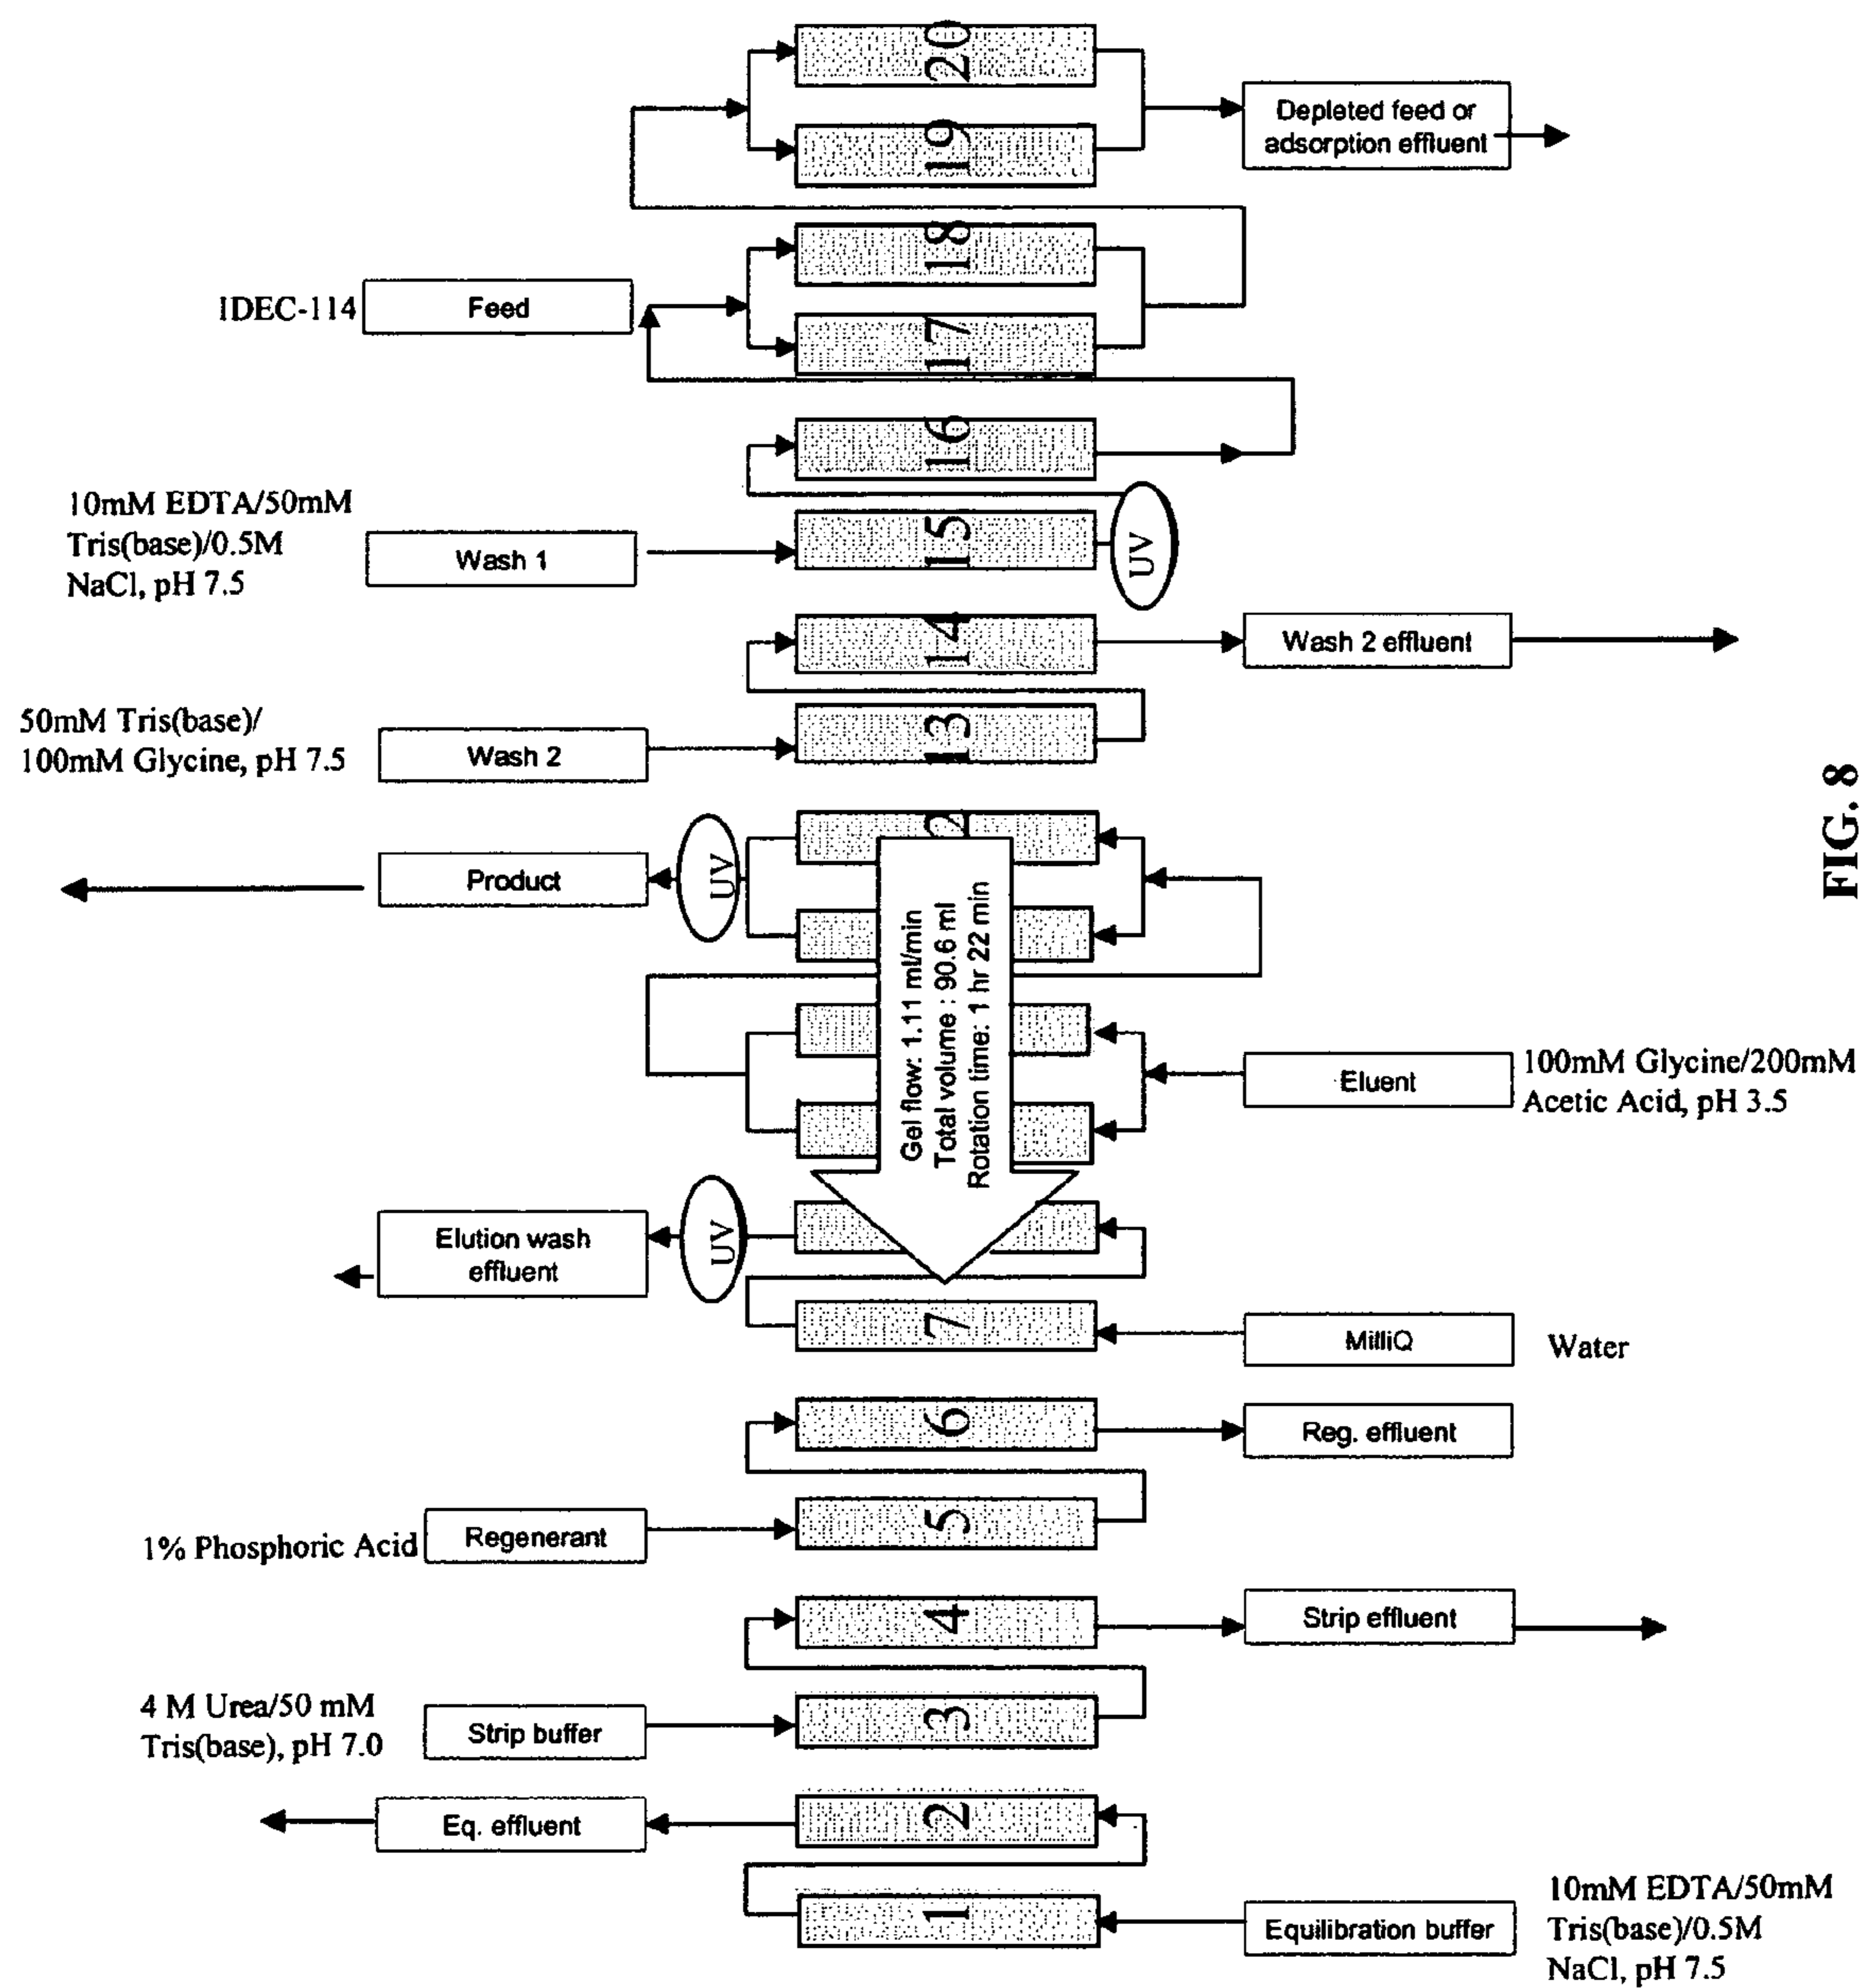 20
Depleted feed or
adsorption effluent
19
18
IDEC-114
Feed
17
16
10mM EDTA/50mM
Tris(base)/0.5M
NaCl, pH 7.5
Wash 1
15
UV
14
Wash 2 effluent
50mM Tris(base)/
100mM Glycine, pH 7.5
Wash 2
13
FIG. 8
2
Product
UV
Gel flow: 1.11 ml/min
Total volume : 90.6 ml
Rotation time: 1 hr 22 min
Eluent
100mM Glycine/200mM
Acetic Acid, pH 3.5
Elution wash
effluent
UV
7
MilliQ
Water
6
Reg. effluent
1% Phosphoric Acid
Regenerant
5
4
Strip effluent
4 M Urea/50 mM
Tris(base), pH 7.0
Strip buffer
3
Eq. effluent
2
1
Equilibration buffer
10mM EDTA/50mM
Tris(base)/0.5M
NaCl, pH 7.5